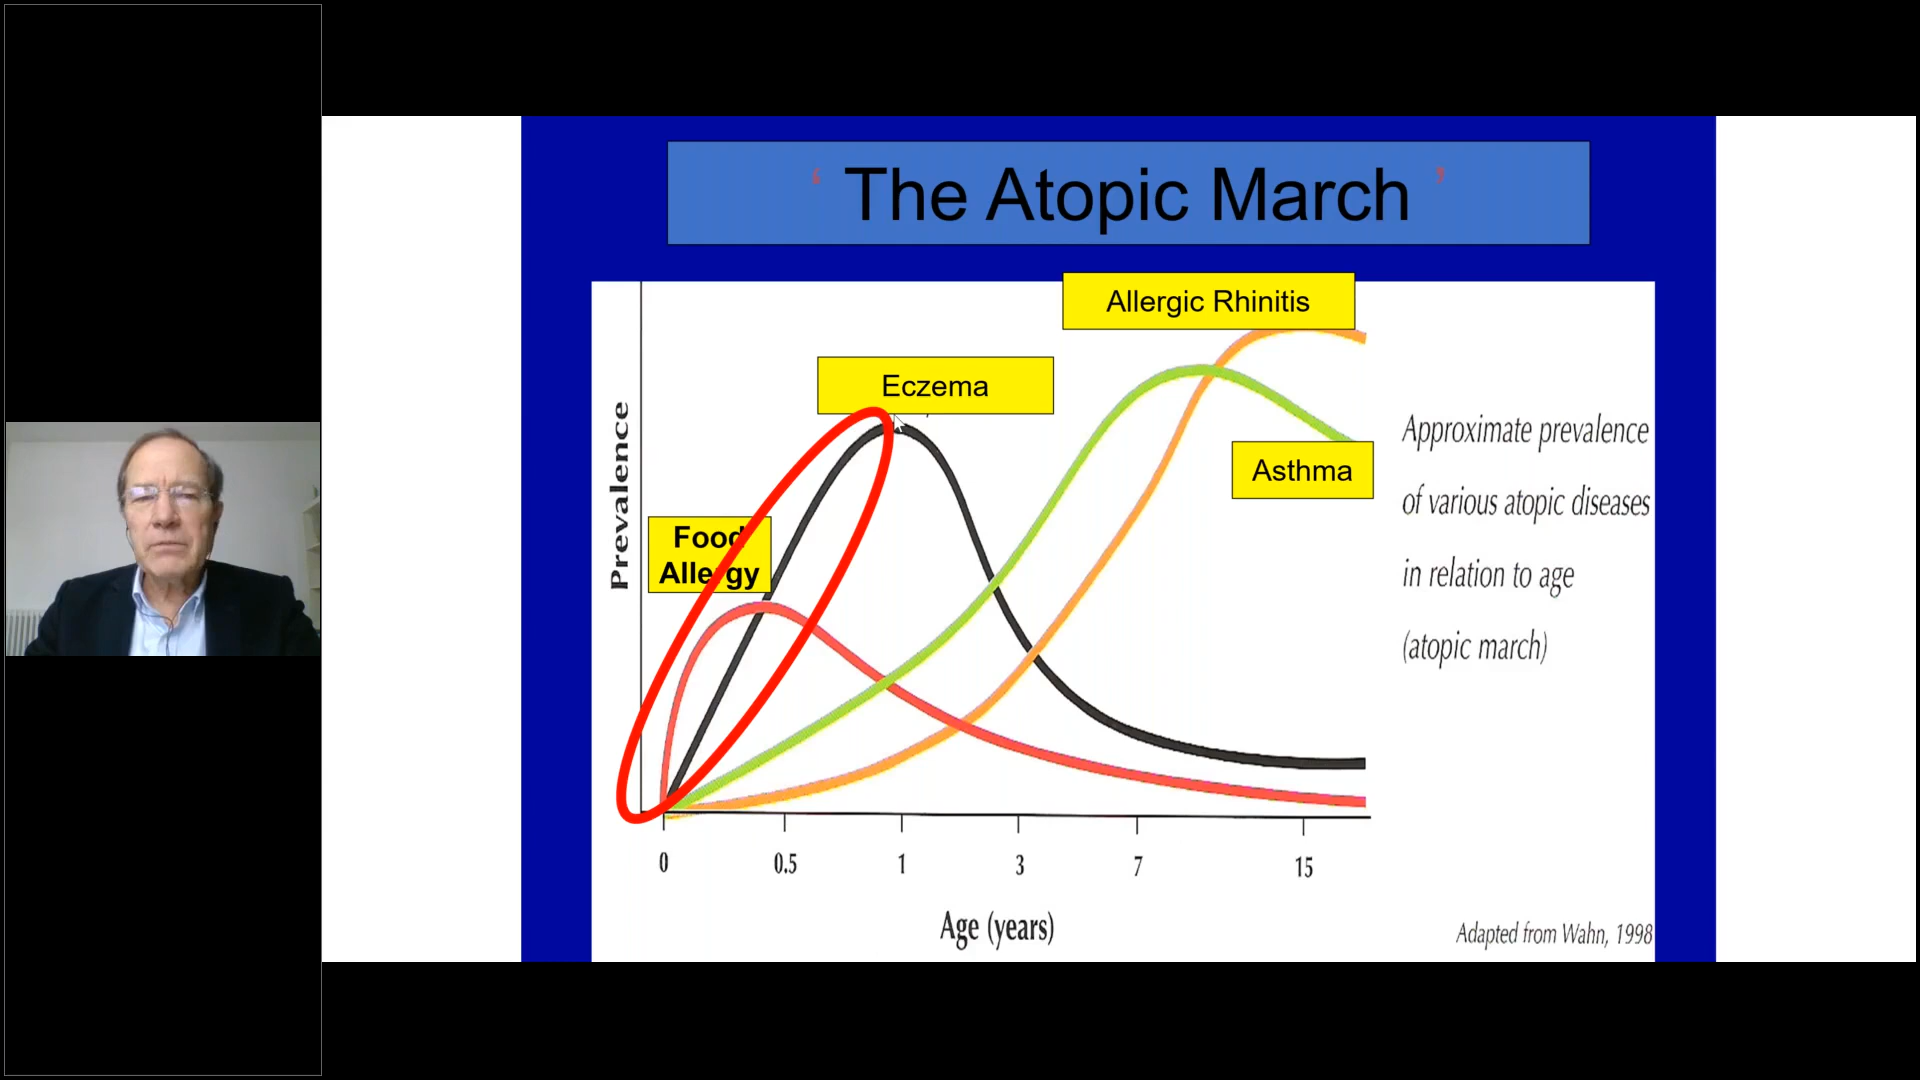 ‘ The Atopic March ’
Allergic Rhinitis
Eczema
Asthma
Food
Allergy
Prevalence
Approximate prevalence
of various atopic diseases
in relation to age
(atopic march)
0 0.5 1 3 7 15
Age (years)
Adapted from Wahn, 1998